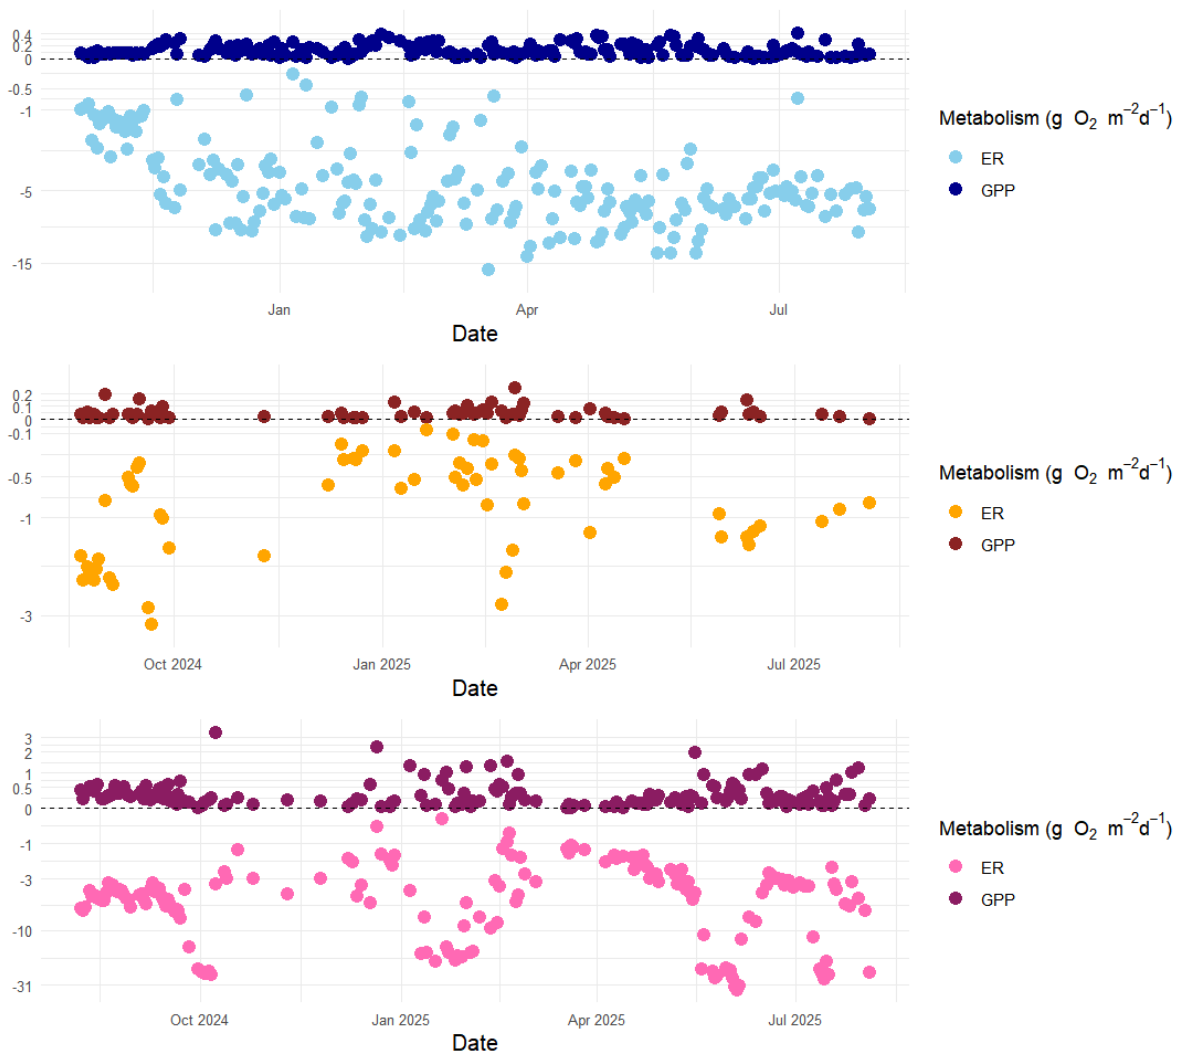 0.4
0.2
0
-0.5
-1
-5
-15
Jan Apr Jul
Date
Metabolism (g O₂ m⁻²d⁻¹)
ER
GPP
0.2
0.1
0
-0.1
-0.5
-1
-3
Oct 2024 Jan 2025 Apr 2025 Jul 2025
Date
Metabolism (g O₂ m⁻²d⁻¹)
ER
GPP
3
2
1
0.5
0
-1
-3
-10
-31
Oct 2024 Jan 2025 Apr 2025 Jul 2025
Date
Metabolism (g O₂ m⁻²d⁻¹)
ER
GPP